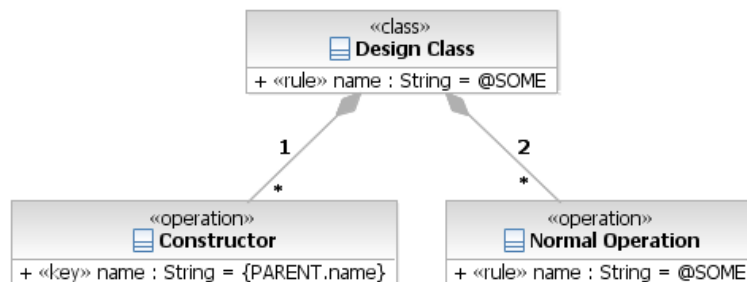 «class»
Design Class
+ «rule» name : String = @SOME
1
2
*
*
«operation»
Constructor
+ «key» name : String = {PARENT.name}
«operation»
Normal Operation
+ «rule» name : String = @SOME